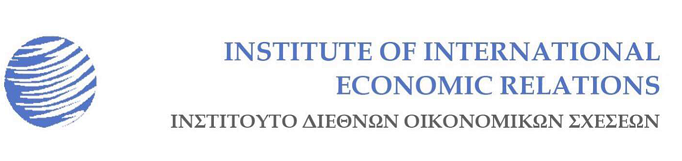 INSTITUTE OF INTERNATIONAL
ECONOMIC RELATIONS
ΙΝΣΤΙΤΟΥΤΟ ΔΙΕΘΝΩΝ ΟΙΚΟΝΟΜΙΚΩΝ ΣΧΕΣΕΩΝ